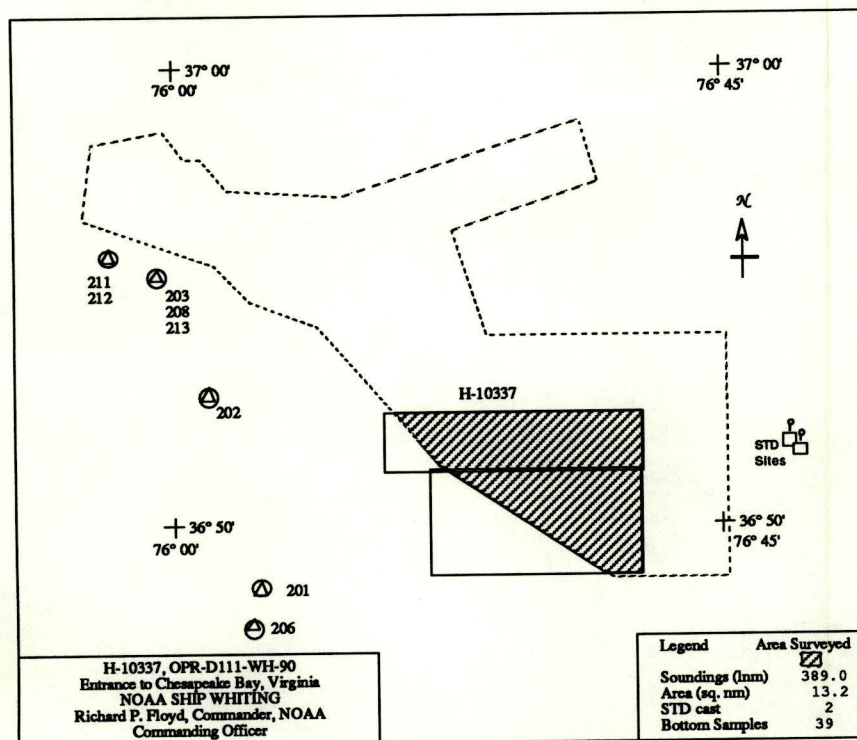 37° 00'
76° 00'
37° 00'
76° 45'
N
211
212
203
208
213
202
H-10337
STD
Sites
36° 50'
76° 00'
36° 50'
76° 45'
201
206
H-10337, OPR-D111-WH-90
Entrance to Chesapeake Bay, Virginia
NOAA SHIP WHITING
Richard P. Floyd, Commander, NOAA
Commanding Officer
Legend Area Surveyed
Soundings (lnm) 389.0
Area (sq. nm) 13.2
STD cast 2
Bottom Samples 39